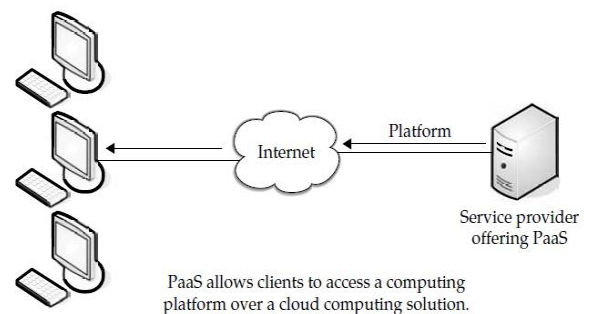 Platform
Internet
Service provider
offering PaaS
PaaS allows clients to access a computing
platform over a cloud computing solution.